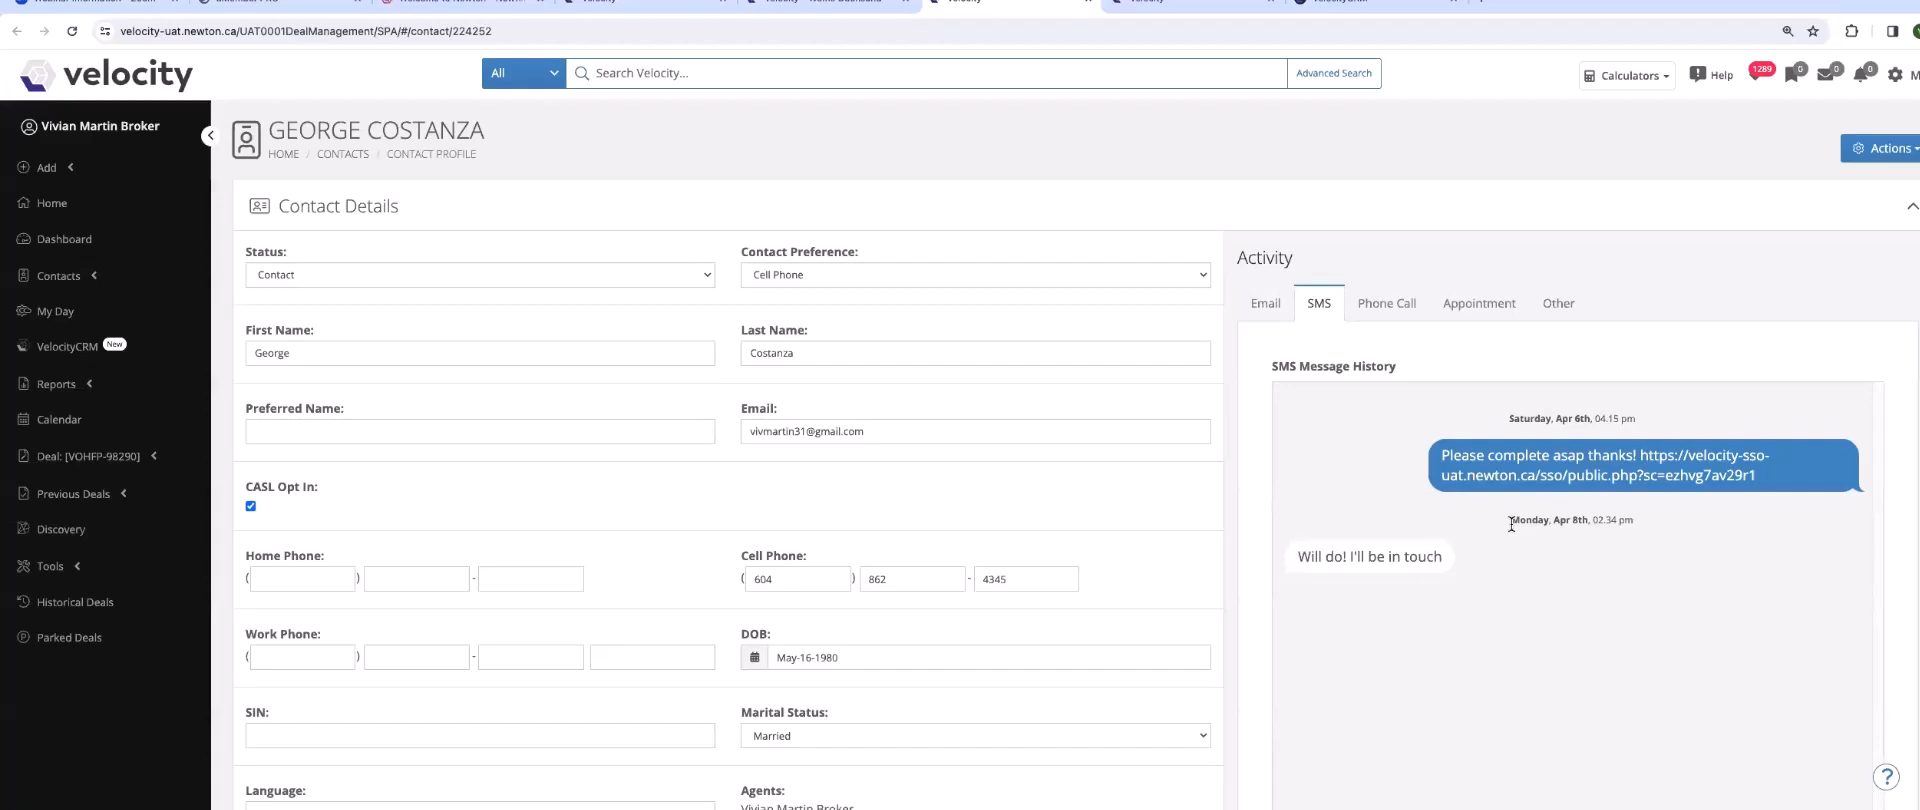 velocity-uat.newton.ca/UAT0001DealManagement/SPA/#/contact/224252
velocity
All
Search Velocity...
Advanced Search
Calculators
Help
1289
0
0
0
Vivian Martin Broker
Add
Home
Dashboard
Contacts
My Day
VelocityCRM New
Reports
Calendar
Deal: [VOHFP-98290]
Previous Deals
Discovery
Tools
Historical Deals
Parked Deals
GEORGE COSTANZA
HOME / CONTACTS / CONTACT PROFILE
Actions
Contact Details
Status:
Contact
Contact Preference:
Cell Phone
First Name:
George
Last Name:
Costanza
Preferred Name:
Email:
vivmartin31@gmail.com
CASL Opt In:
Home Phone:
( ) -
Cell Phone:
( 604 ) 862 - 4345
Work Phone:
( ) -
DOB:
May-16-1980
SIN:
Marital Status:
Married
Language:
Agents:
Vivian Martin Broker
Activity
Email SMS Phone Call Appointment Other
SMS Message History
Saturday, Apr 6th, 04.15 pm
Please complete asap thanks! https://velocity-sso-
uat.newton.ca/sso/public.php?sc=ezhvg7av29r1
Monday, Apr 8th, 02.34 pm
Will do! I'll be in touch
?